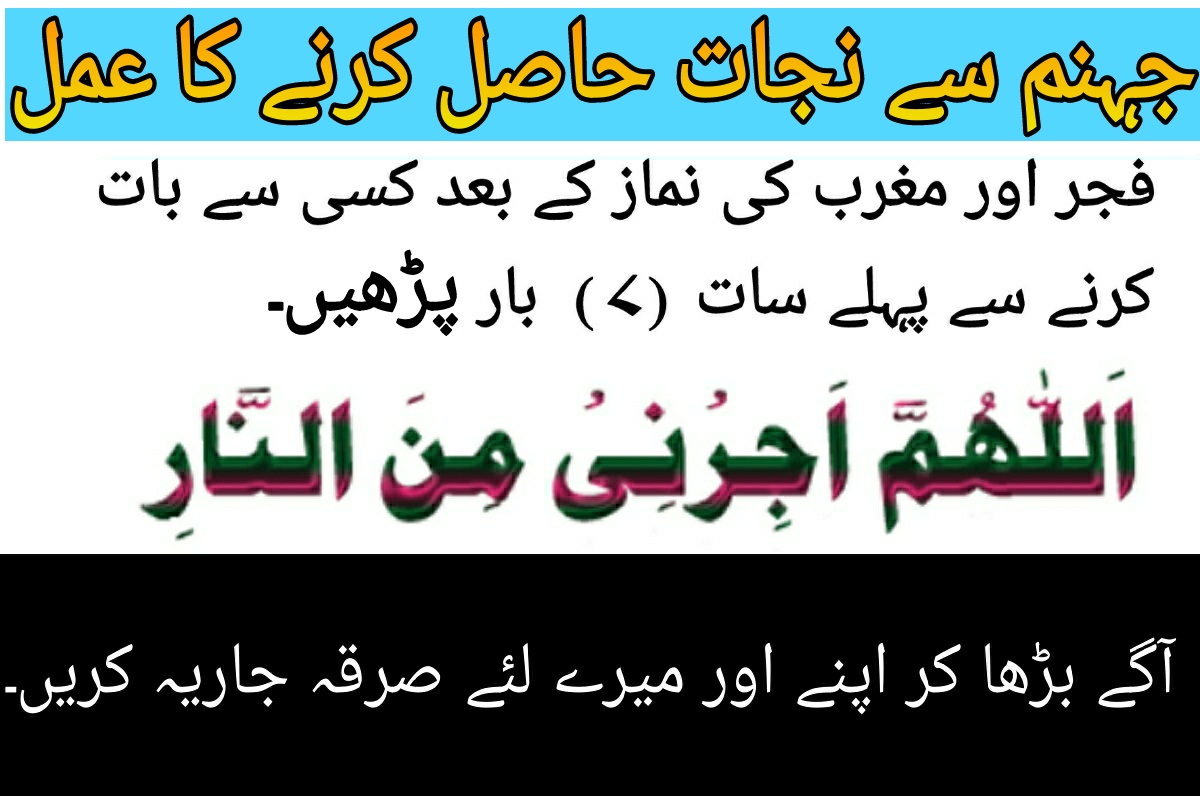 جہنم سے نجات حاصل کرنے کا عمل
فجر اور مغرب کی نماز کے بعد کسی سے بات
کرنے سے پہلے سات (۷) بار پڑھیں۔
اَللّٰھُمَّ اَجِرْنِیْ مِنَ النَّارِ
آگے بڑھا کر اپنے اور میرے لئے صرقہ جاریہ کریں۔